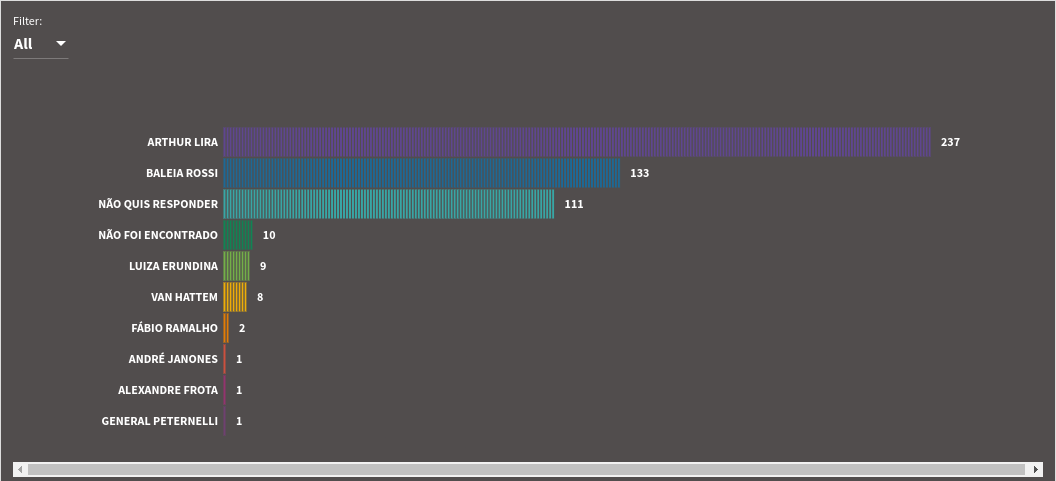 Filter:
All
ARTHUR LIRA 237
BALEIA ROSSI 133
NÃO QUIS RESPONDER 111
NÃO FOI ENCONTRADO 10
LUIZA ERUNDINA 9
VAN HATTEM 8
FÁBIO RAMALHO 2
ANDRÉ JANONES 1
ALEXANDRE FROTA 1
GENERAL PETERNELLI 1